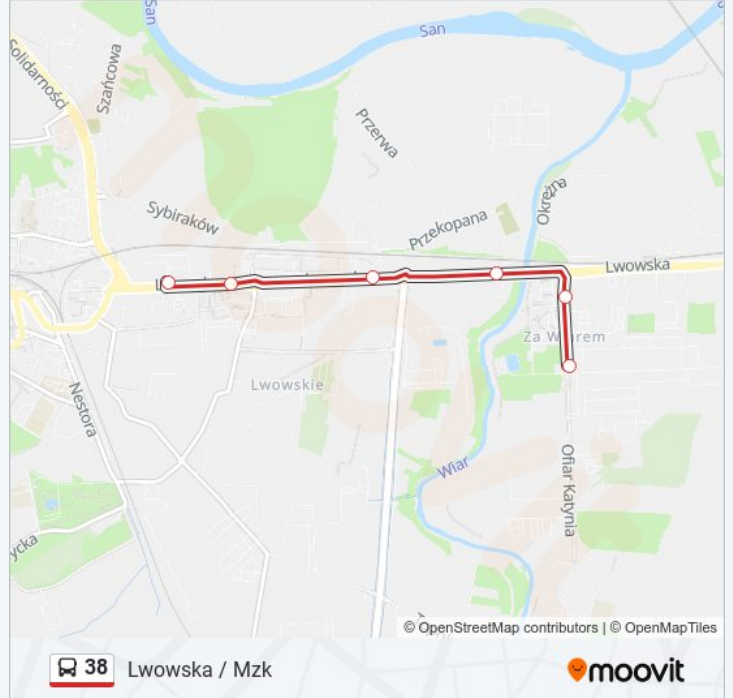 San
San
Solidarności
Szańcowa
Przerwa
Okrężna
Sybiraków
Przekopana
Lwowska
Za Wiarem
Lwowskie
Nestora
Wiar
Ofiar Katynia
ycka
© OpenStreetMap contributors | © OpenMapTiles
38 Lwowska / Mzk
moovit